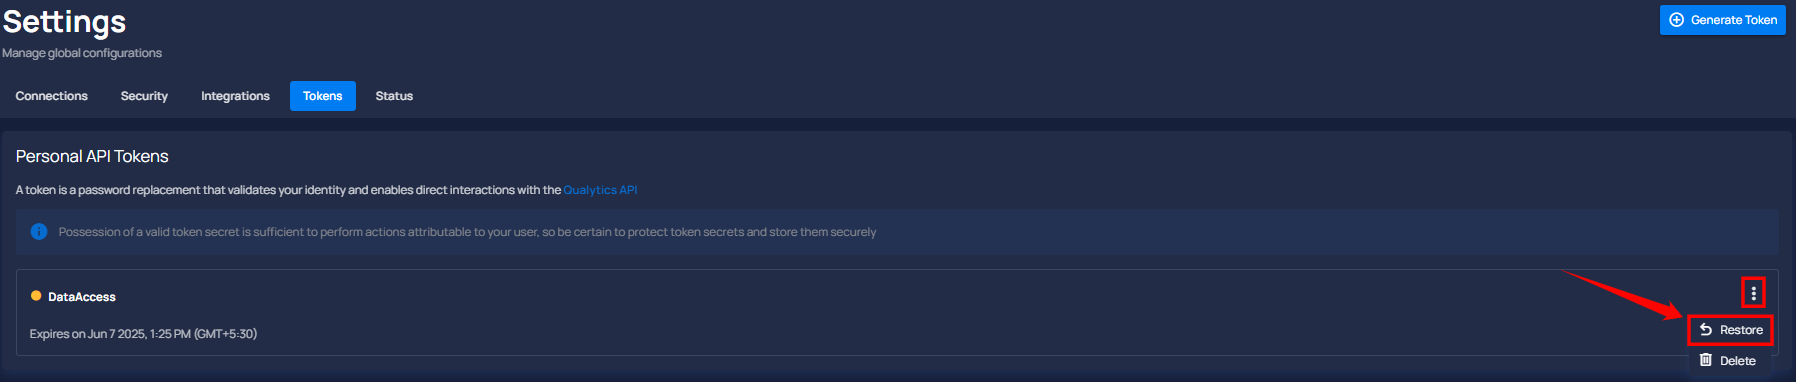 Settings
Generate Token
Manage global configurations
Connections Security Integrations Tokens Status
Personal API Tokens
A token is a password replacement that validates your identity and enables direct interactions with the Qualytics API
Possession of a valid token secret is sufficient to perform actions attributable to your user, so be certain to protect token secrets and store them securely
DataAccess
Expires on Jun 7 2025, 1:25 PM (GMT+5:30)
Restore
Delete